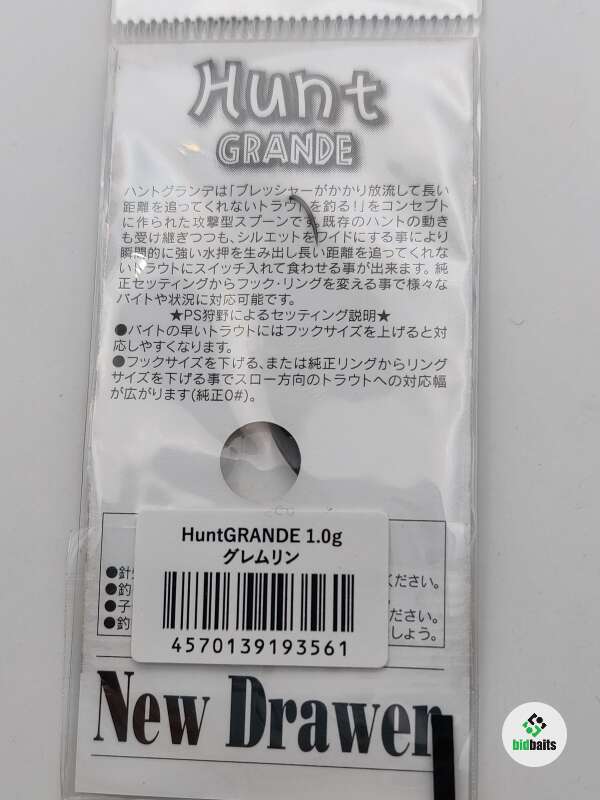 Hunt
GRANDE
ハントグランデは「プレッシャーがかかり放流して長い
距離を追ってくれないトラウトを釣る！」をコンセプト
に作られた攻撃型スプーンです。既存のハントの動き
も受け継ぎつつも、シルエットをワイドにする事により
瞬間的に強い水押を生み出し長い距離を追ってくれな
いトラウトにスイッチ入れて食わせる事が出来ます。純
正セッティングからフック・リングを変える事で様々な
バイトや状況に対応可能です。
★PS狩野によるセッティング説明★
●バイトの早いトラウトにはフックサイズを上げると対
応しやすくなります。
●フックサイズを下げる、または純正リングからリング
サイズを下げる事でスロー方向のトラウトへの対応幅
が広がります(純正0#)。
HuntGRANDE 1.0g
グレムリン
4570139193561
●針
ください。
●釣
●子
ださい。
●釣
しょう。
New Drawer
bidbaits